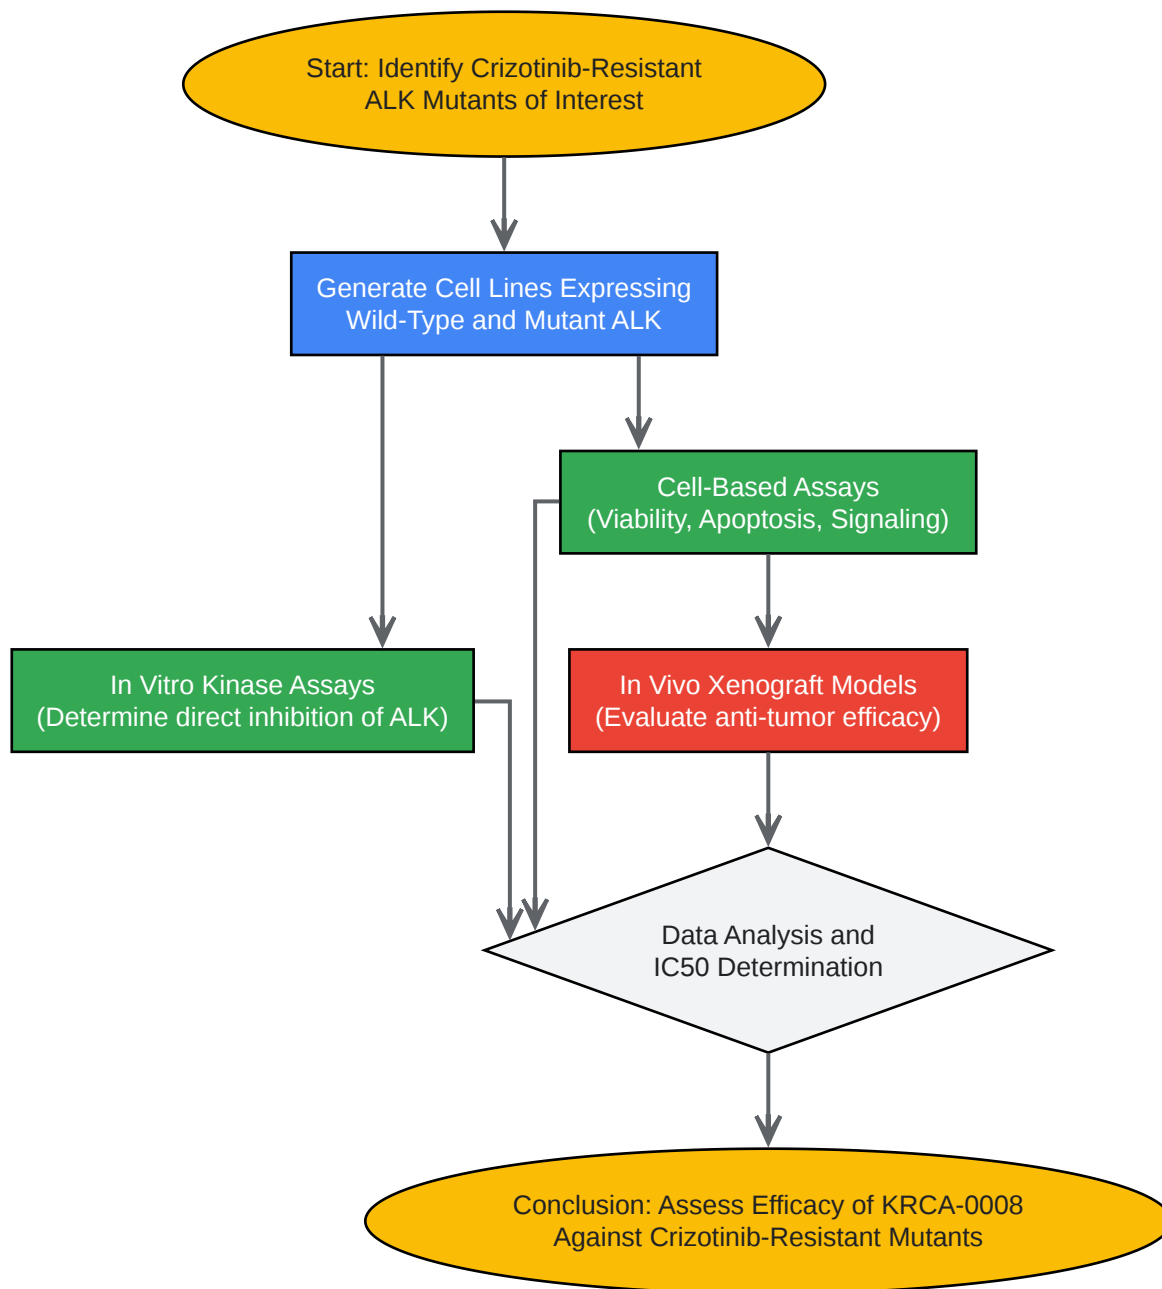 Start: Identify Crizotinib-Resistant
ALK Mutants of Interest
Generate Cell Lines Expressing
Wild-Type and Mutant ALK
Cell-Based Assays
(Viability, Apoptosis, Signaling)
In Vitro Kinase Assays
(Determine direct inhibition of ALK)
In Vivo Xenograft Models
(Evaluate anti-tumor efficacy)
Data Analysis and
IC50 Determination
Conclusion: Assess Efficacy of KRCA-0008
Against Crizotinib-Resistant Mutants